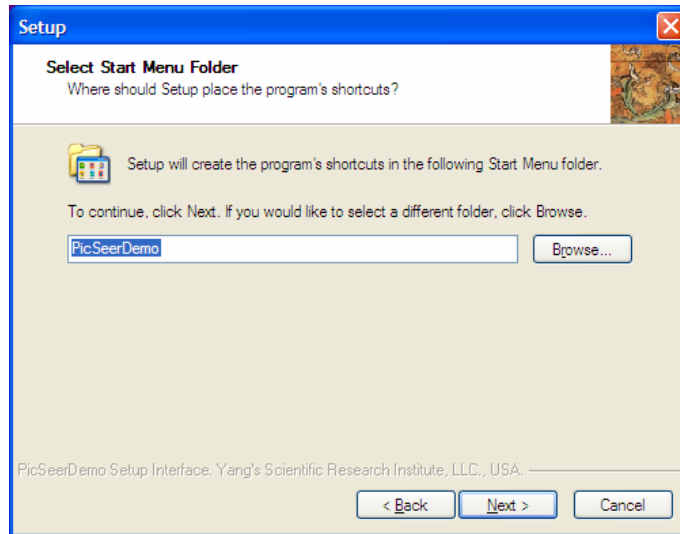 Setup
Select Start Menu Folder
Where should Setup place the program's shortcuts?
Setup will create the program's shortcuts in the following Start Menu folder.
To continue, click Next. If you would like to select a different folder, click Browse.
PicSeerDemo
Browse...
PicSeerDemo Setup Interface. Yang's Scientific Research Institute, LLC., USA.
< Back
Next >
Cancel